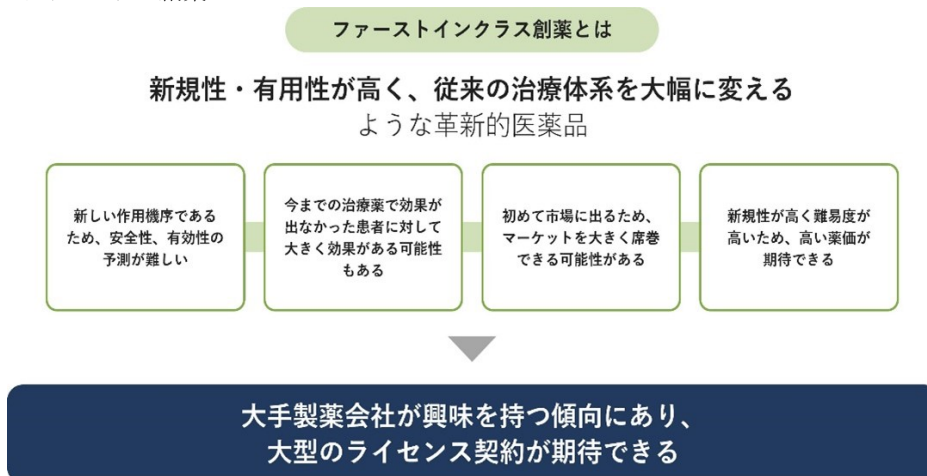 ファーストインクラス創薬とは
新規性・有用性が高く、従来の治療体系を大幅に変える
ような革新的医薬品
新しい作用機序である
ため、安全性、有効性の
予測が難しい
今までの治療薬で効果が
出なかった患者に対して
大きく効果がある可能性
もある
初めて市場に出るため、
マーケットを大きく席巻
できる可能性がある
新規性が高く難易度が
高いため、高い薬価が
期待できる
大手製薬会社が興味を持つ傾向にあり、
大型のライセンス契約が期待できる